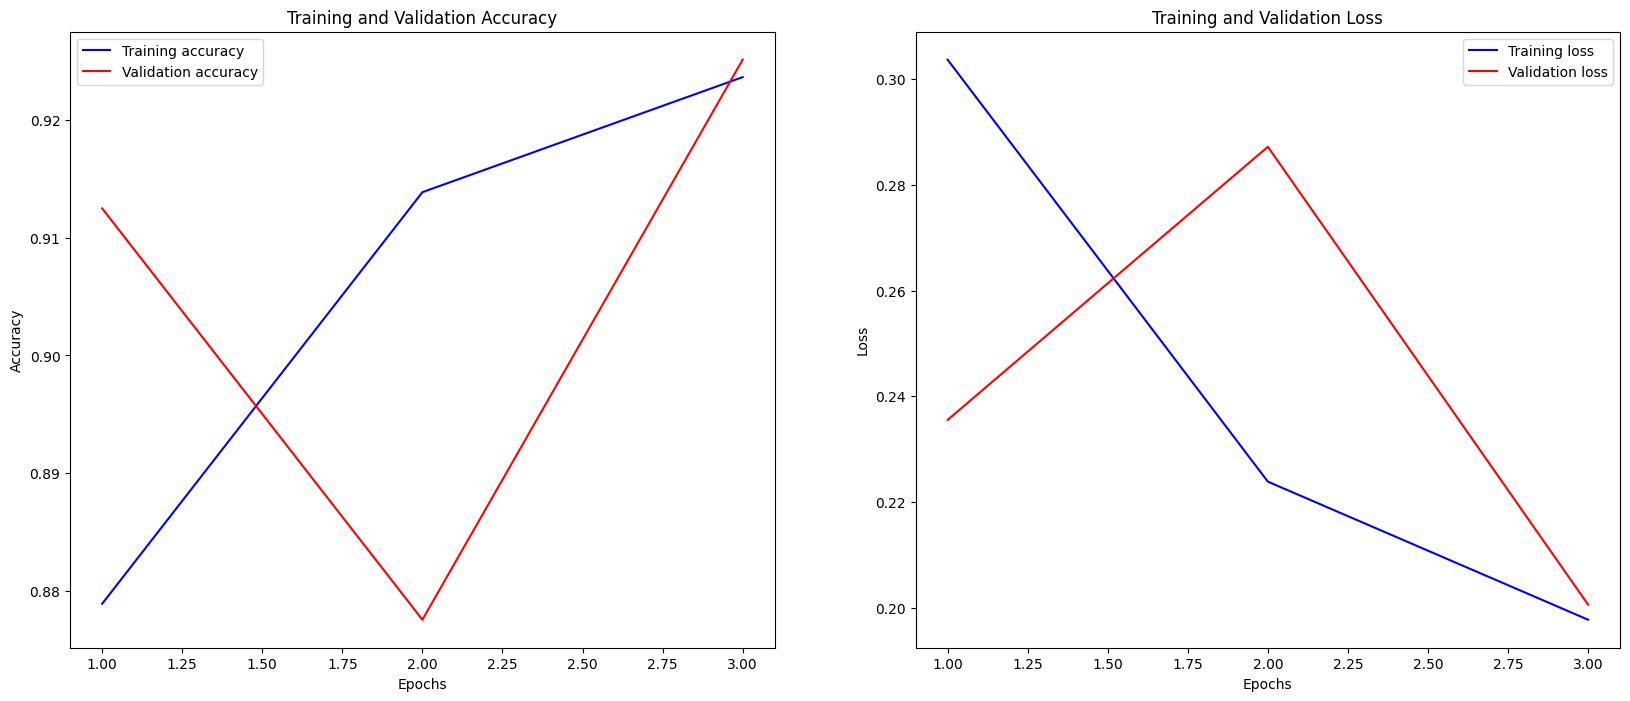 Training and Validation Accuracy
Training accuracy
Validation accuracy
0.92
0.91
0.90
0.89
0.88
Accuracy
1.00 1.25 1.50 1.75 2.00 2.25 2.50 2.75 3.00
Epochs
Training and Validation Loss
Training loss
Validation loss
0.30
0.28
0.26
0.24
0.22
0.20
Loss
1.00 1.25 1.50 1.75 2.00 2.25 2.50 2.75 3.00
Epochs